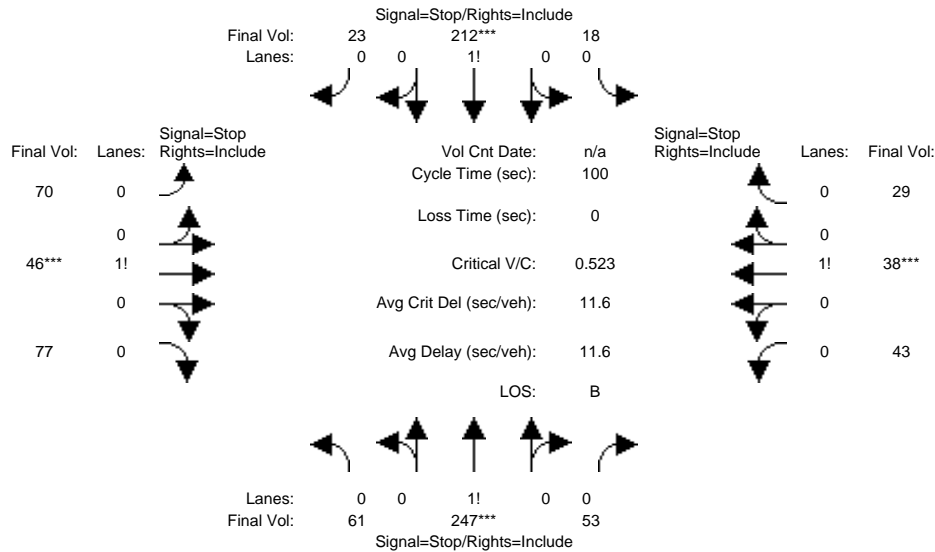 Signal=Stop/Rights=Include
Final Vol: 23 212*** 18
Lanes: 0 0 1! 0 0
Signal=Stop Signal=Stop
Final Vol: Lanes: Rights=Include Vol Cnt Date: n/a Rights=Include Lanes: Final Vol:
Cycle Time (sec): 100
70 0 0 29
Loss Time (sec): 0
0 0
46*** 1! Critical V/C: 0.523 1! 38***
0 Avg Crit Del (sec/veh): 11.6 0
77 0 Avg Delay (sec/veh): 11.6 0 43
LOS: B
Lanes: 0 0 1! 0 0
Final Vol: 61 247*** 53
Signal=Stop/Rights=Include